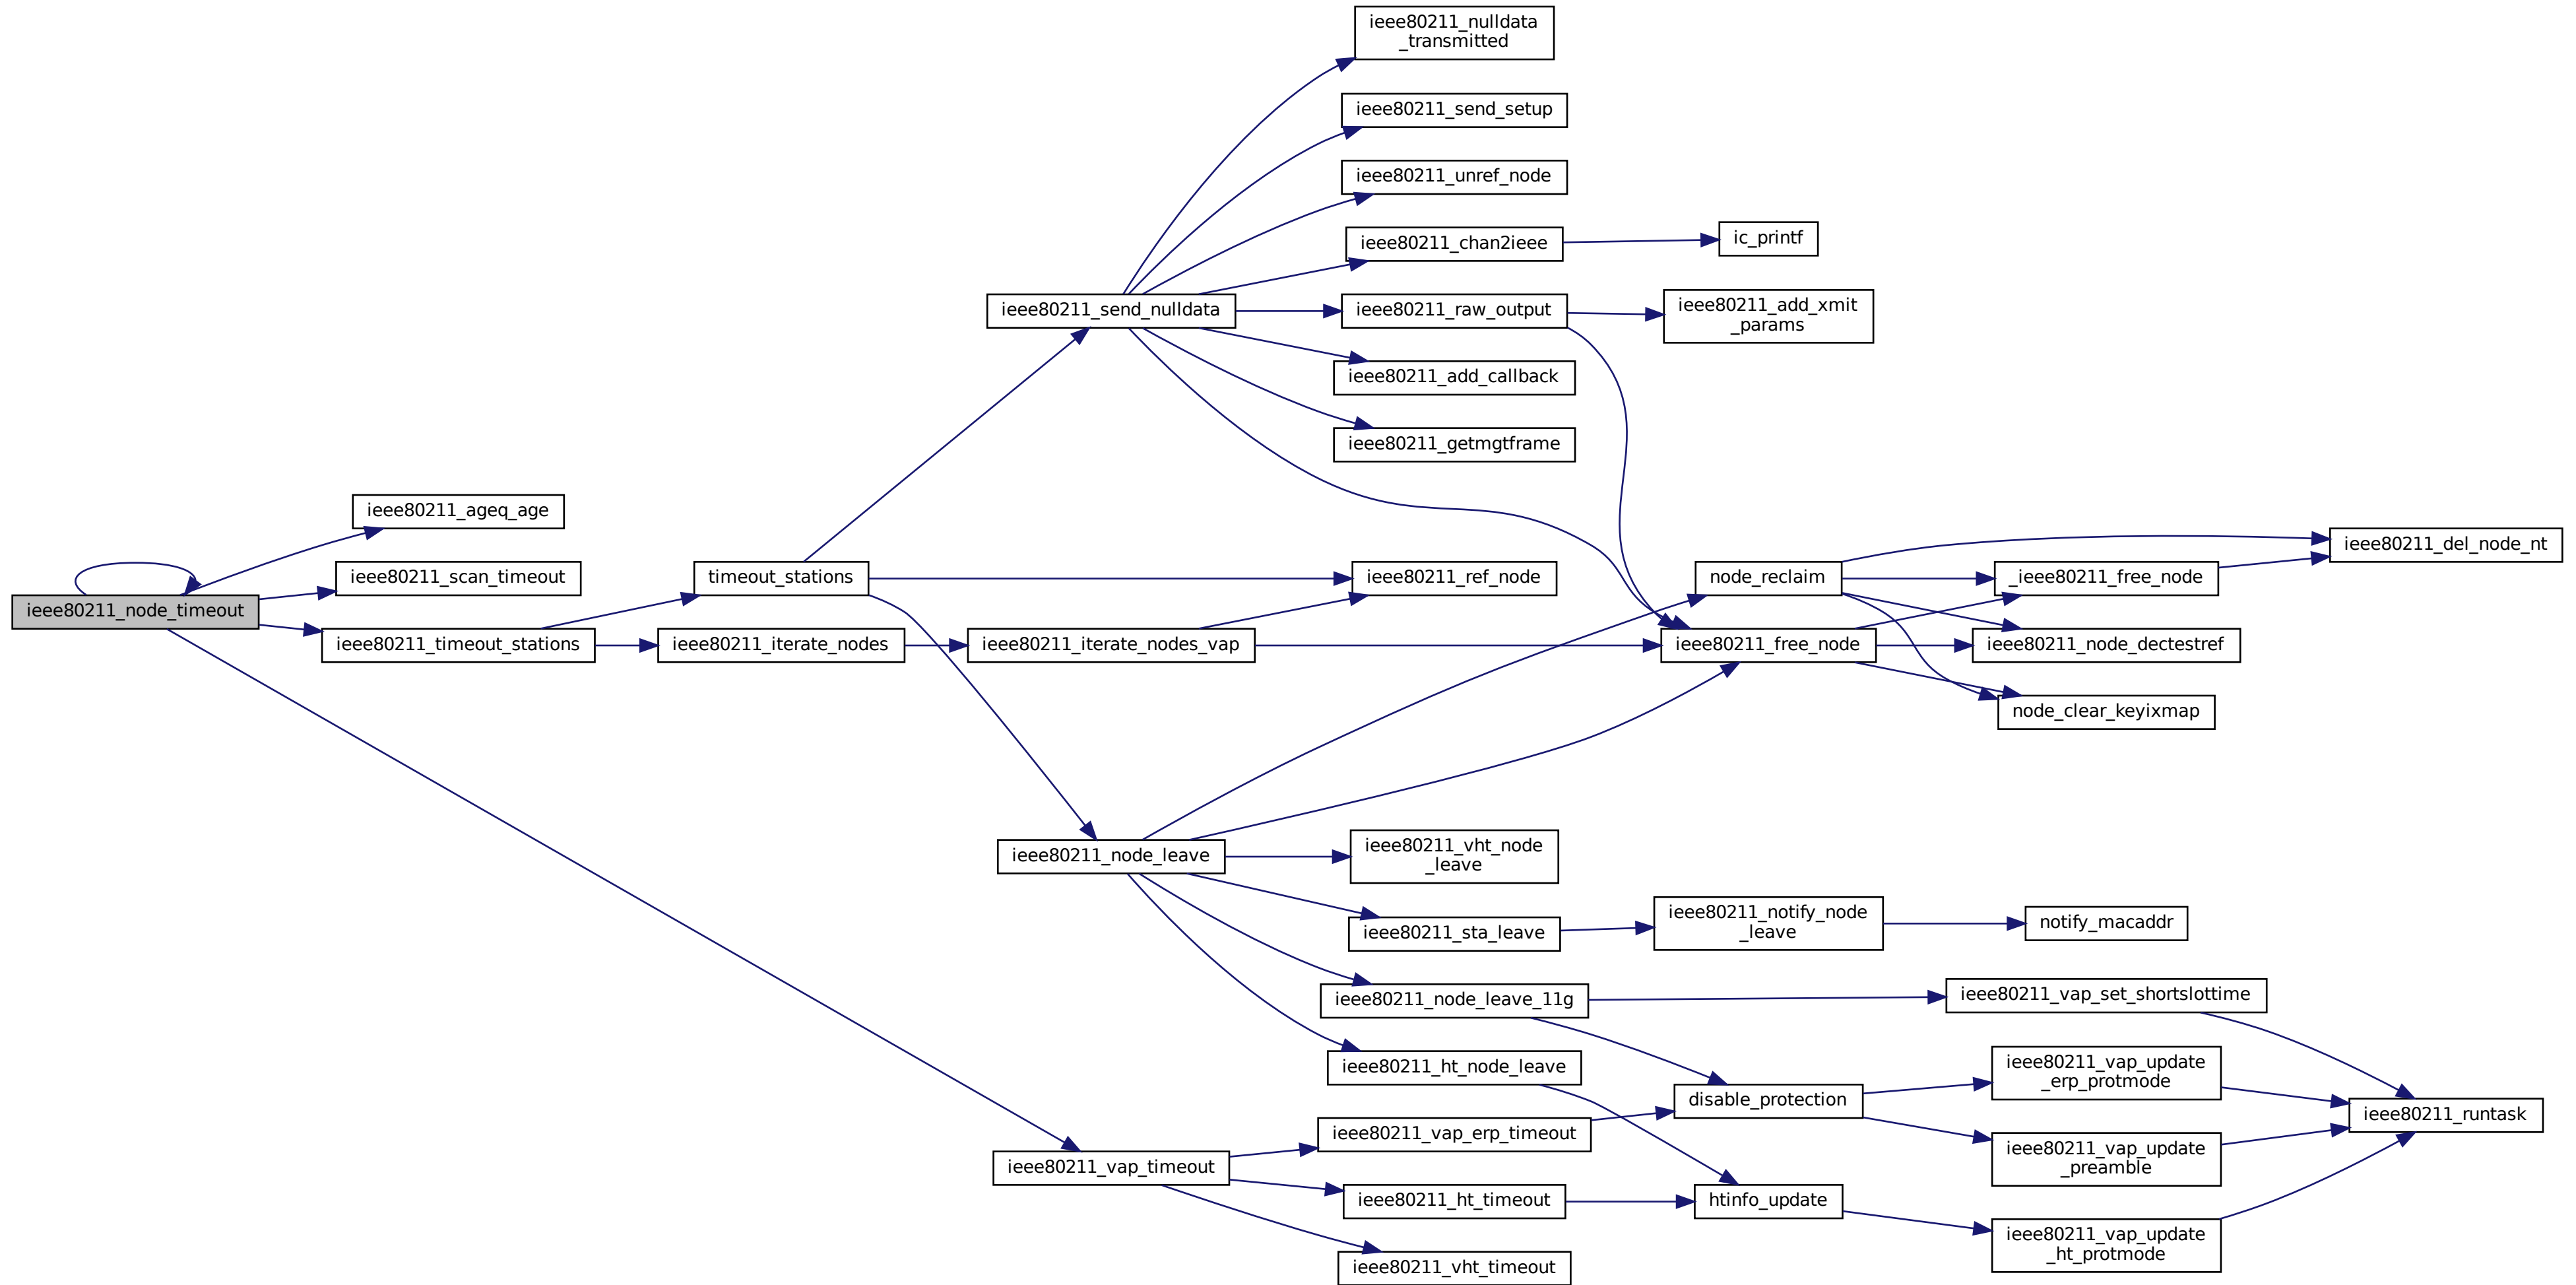 ieee80211_nulldata
_transmitted
ieee80211_send_setup
ieee80211_unref_node
ieee80211_chan2ieee
ic_printf
ieee80211_send_nulldata
ieee80211_raw_output
ieee80211_add_xmit
_params
ieee80211_add_callback
ieee80211_getmgtframe
ieee80211_ageq_age
ieee80211_del_node_nt
ieee80211_scan_timeout
timeout_stations
ieee80211_ref_node
node_reclaim
_ieee80211_free_node
ieee80211_node_timeout
ieee80211_timeout_stations
ieee80211_iterate_nodes
ieee80211_iterate_nodes_vap
ieee80211_free_node
ieee80211_node_dectestref
node_clear_keyixmap
ieee80211_node_leave
ieee80211_vht_node
_leave
ieee80211_sta_leave
ieee80211_notify_node
_leave
notify_macaddr
ieee80211_node_leave_11g
ieee80211_vap_set_shortslottime
ieee80211_ht_node_leave
ieee80211_vap_update
_erp_protmode
disable_protection
ieee80211_runtask
ieee80211_vap_erp_timeout
ieee80211_vap_update
_preamble
ieee80211_vap_timeout
ieee80211_ht_timeout
htinfo_update
ieee80211_vap_update
_ht_protmode
ieee80211_vht_timeout